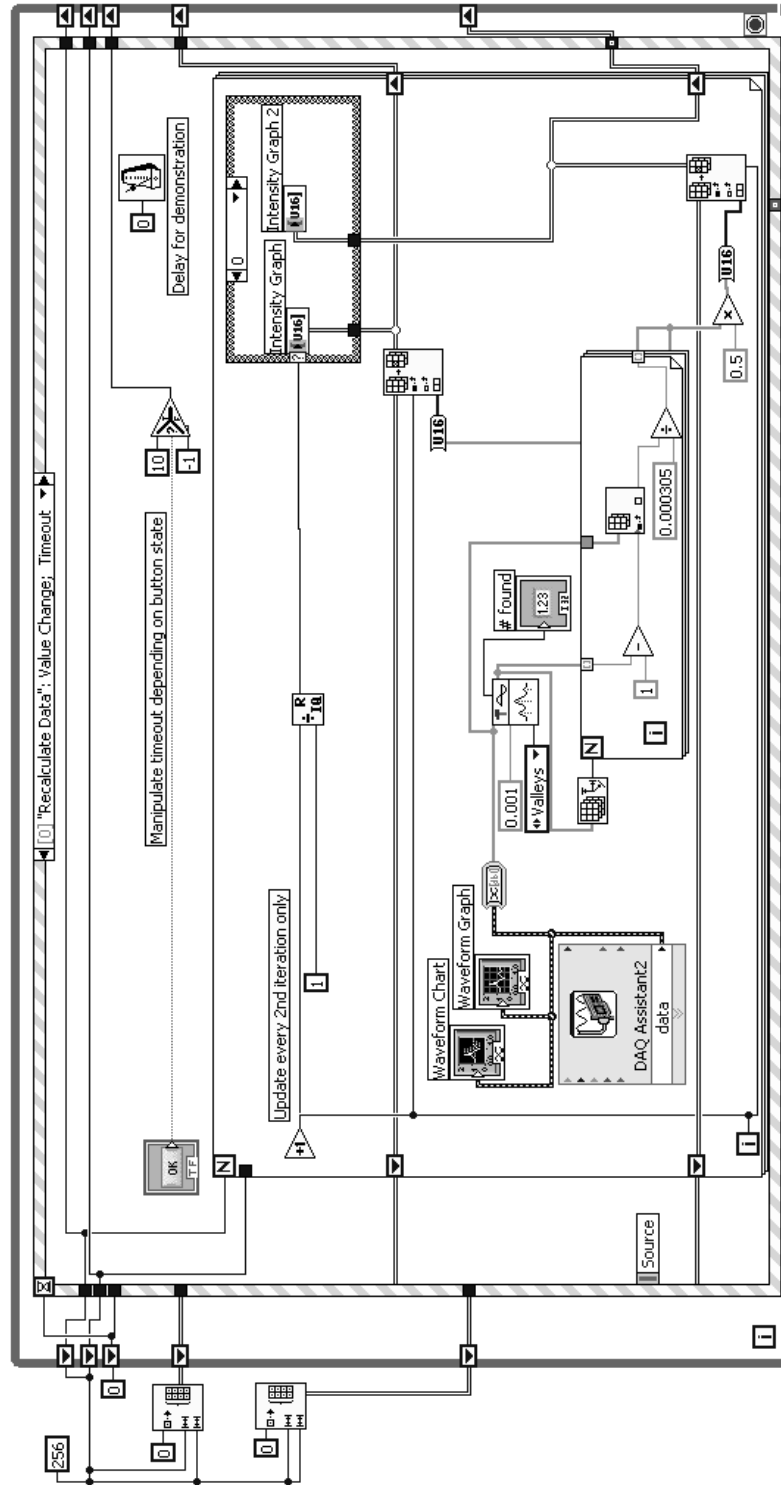 256
0
0
0
[0] "Recalculate Data": Value Change; Timeout
Manipulate timeout depending on button state
OK
TF
10
-1
0
Delay for demonstration
N
Update every 2nd iteration only
+1
1
R
IQ
0
Intensity Graph
Intensity Graph 2
[U16]
[U16]
U16
Waveform Chart
Waveform Graph
DAQ Assistant2
data
0.001
Valleys
# found
1.23
I32
N
i
1
0.000305
0.5
U16
Source
i
i